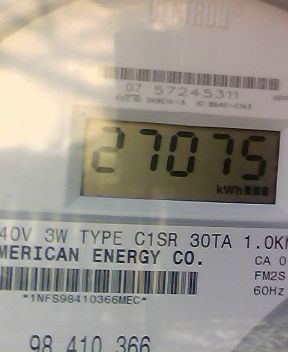 CENTRON®
07 57245311
27075
kWh
40V 3W TYPE C1SR 30TA 1.0K
MERICAN ENERGY CO.
CA 0
FM2S
60Hz
*1NFS98410366MEC*
98 410 366